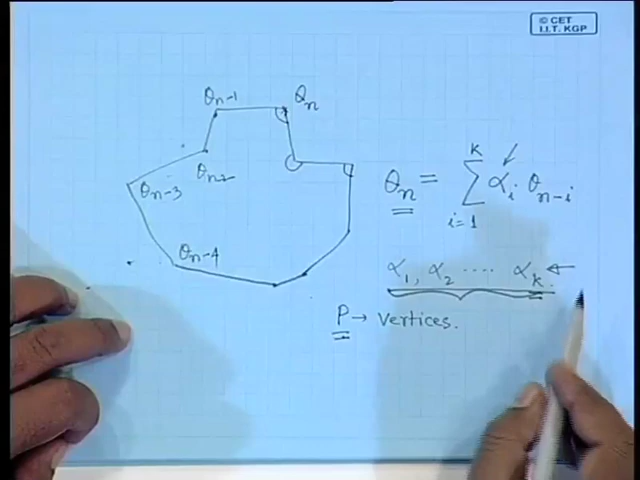 © CET
I.I.T. KGP
θn-1
θn
θn-2
θn-3
θn-4
θn = k Σ i=1 αi θn-i
α1, α2 .... αk.
P → vertices.